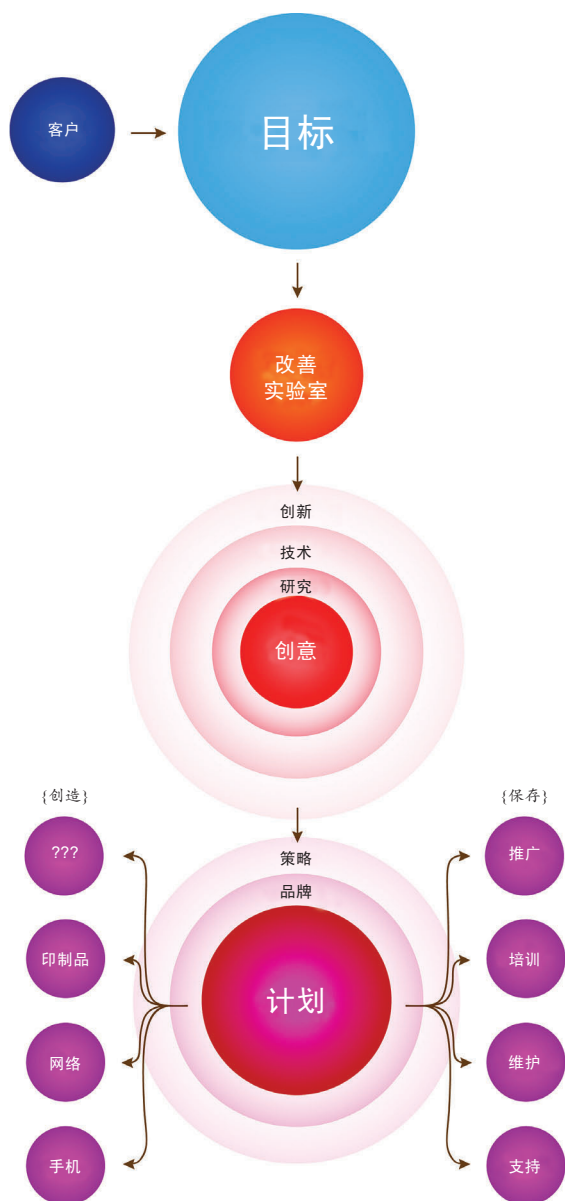 客户
目标
改善
实验室
创新
技术
研究
创意
{创造}
{保存}
???
印制品
网络
手机
策略
品牌
计划
推广
培训
维护
支持